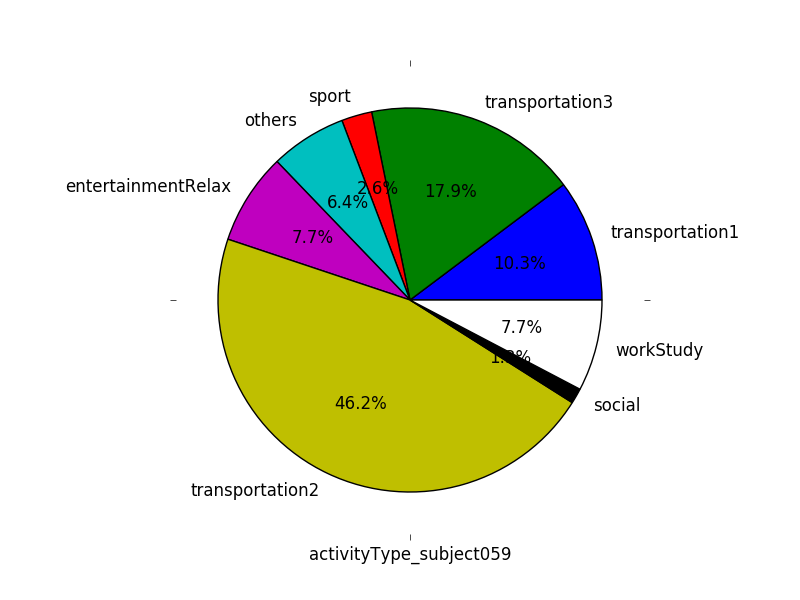 sport
transportation3
others
entertainmentRelax
2.6%
17.9%
6.4%
transportation1
7.7%
10.3%
7.7%
workStudy
46.2%
social
transportation2
activityType_subject059